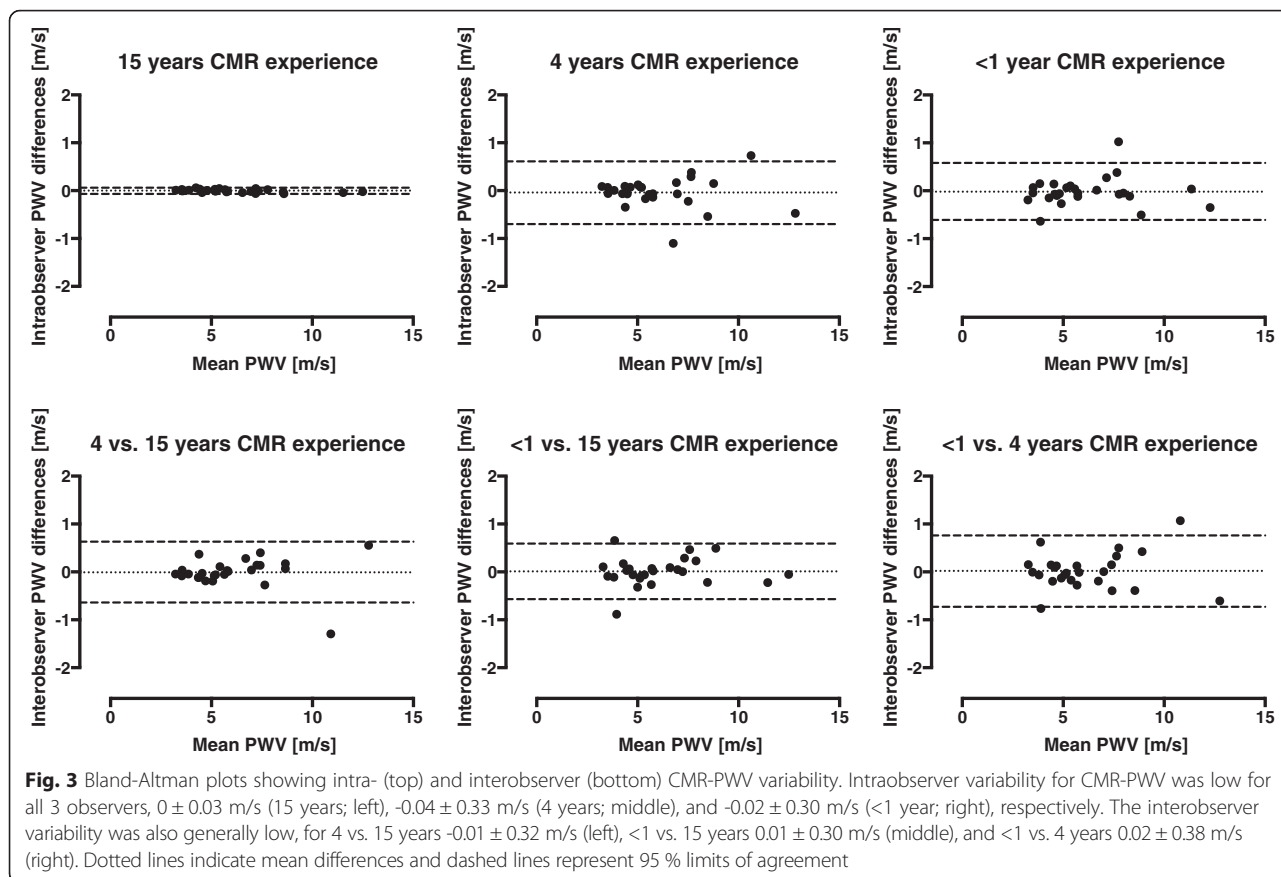 15 years CMR experience
Intraobserver PWV differences [m/s]
2
1
0
-1
-2
0 5 10 15
Mean PWV [m/s]
4 years CMR experience
Intraobserver PWV differences [m/s]
2
1
0
-1
-2
0 5 10 15
Mean PWV [m/s]
<1 year CMR experience
Intraobserver PWV differences [m/s]
2
1
0
-1
-2
0 5 10 15
Mean PWV [m/s]
4 vs. 15 years CMR experience
Interobserver PWV differences [m/s]
2
1
0
-1
-2
0 5 10 15
Mean PWV [m/s]
<1 vs. 15 years CMR experience
Interobserver PWV differences [m/s]
2
1
0
-1
-2
0 5 10 15
Mean PWV [m/s]
<1 vs. 4 years CMR experience
Interobserver PWV differences [m/s]
2
1
0
-1
-2
0 5 10 15
Mean PWV [m/s]
Fig. 3 Bland-Altman plots showing intra- (top) and interobserver (bottom) CMR-PWV variability. Intraobserver variability for CMR-PWV was low for
all 3 observers, 0 ± 0.03 m/s (15 years; left), -0.04 ± 0.33 m/s (4 years; middle), and -0.02 ± 0.30 m/s (<1 year; right), respectively. The interobserver
variability was also generally low, for 4 vs. 15 years -0.01 ± 0.32 m/s (left), <1 vs. 15 years 0.01 ± 0.30 m/s (middle), and <1 vs. 4 years 0.02 ± 0.38 m/s
(right). Dotted lines indicate mean differences and dashed lines represent 95 % limits of agreement